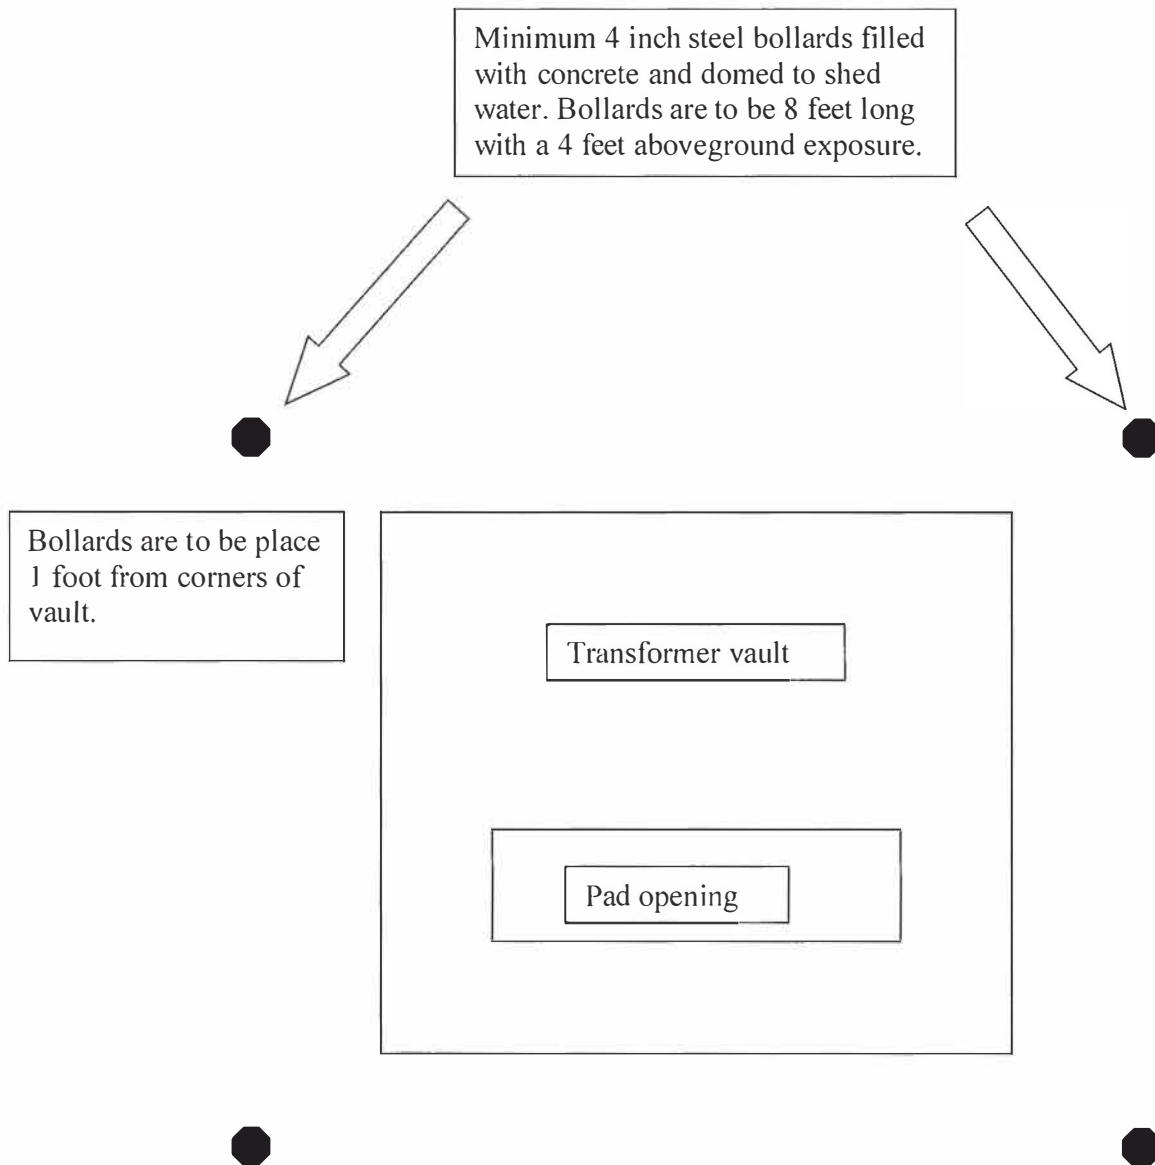 Minimum 4 inch steel bollards filled
with concrete and domed to shed
water. Bollards are to be 8 feet long
with a 4 feet aboveground exposure.
Bollards are to be place
1 foot from corners of
vault.
Transformer vault
Pad opening